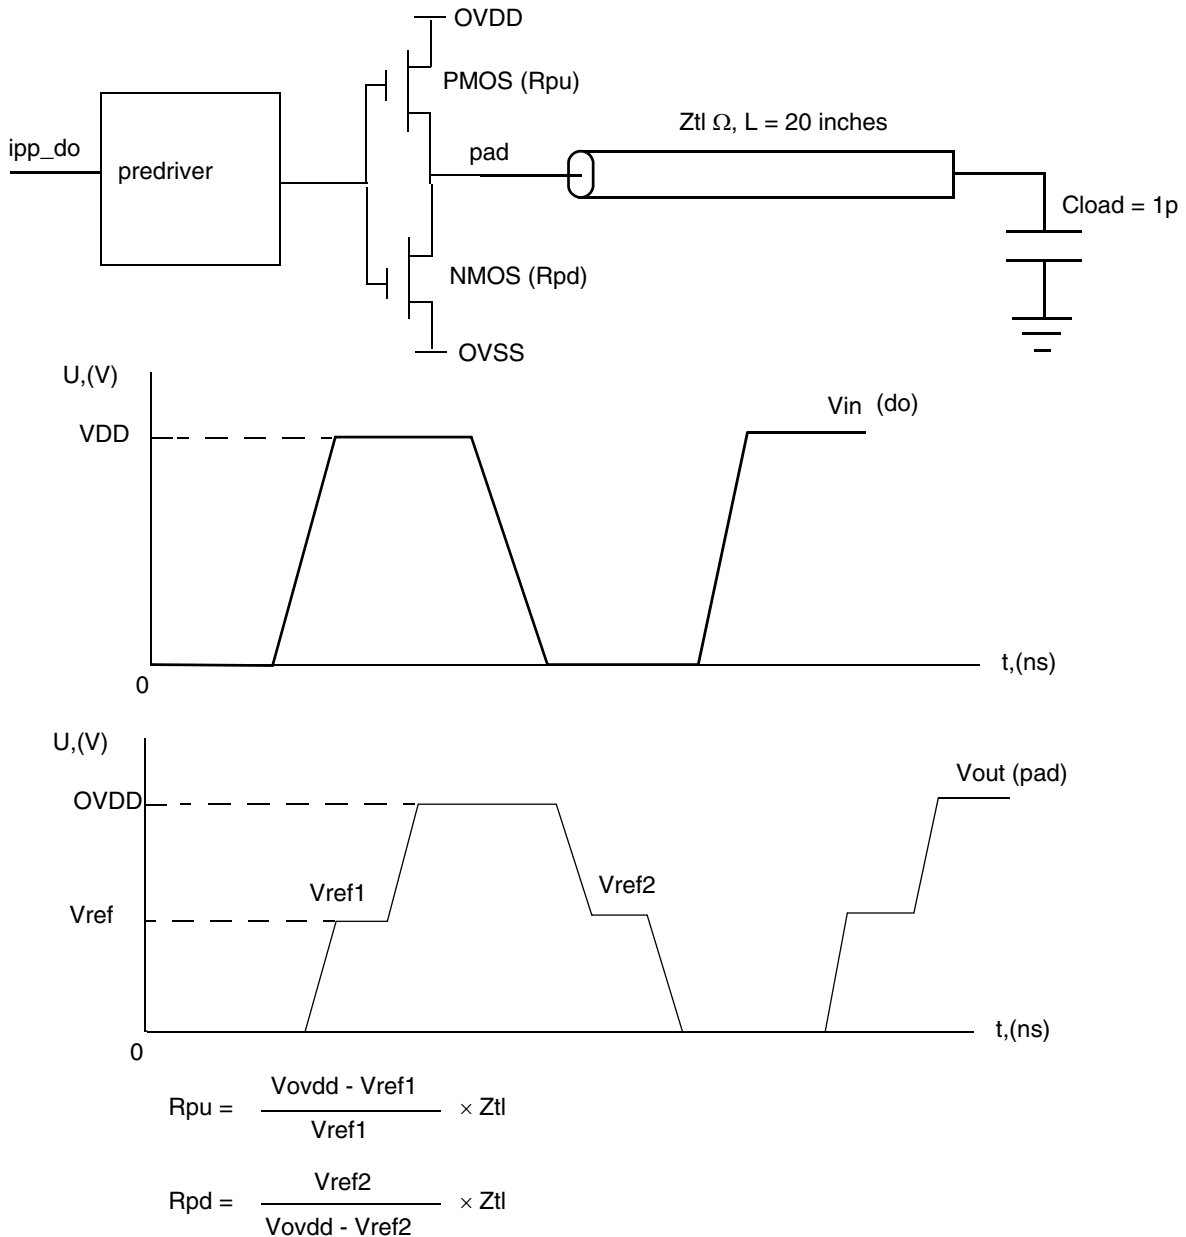 OVDD
PMOS (Rpu)
Ztl Ω, L = 20 inches
ipp_do
predriver
pad
Cload = 1p
NMOS (Rpd)
OVSS
U,(V)
VDD
Vin (do)
t,(ns)
0
U,(V)
OVDD
Vout (pad)
Vref1
Vref2
Vref
t,(ns)
0
Vovdd - Vref1
Rpu = × Ztl
Vref1
Vref2
Rpd = × Ztl
Vovdd - Vref2